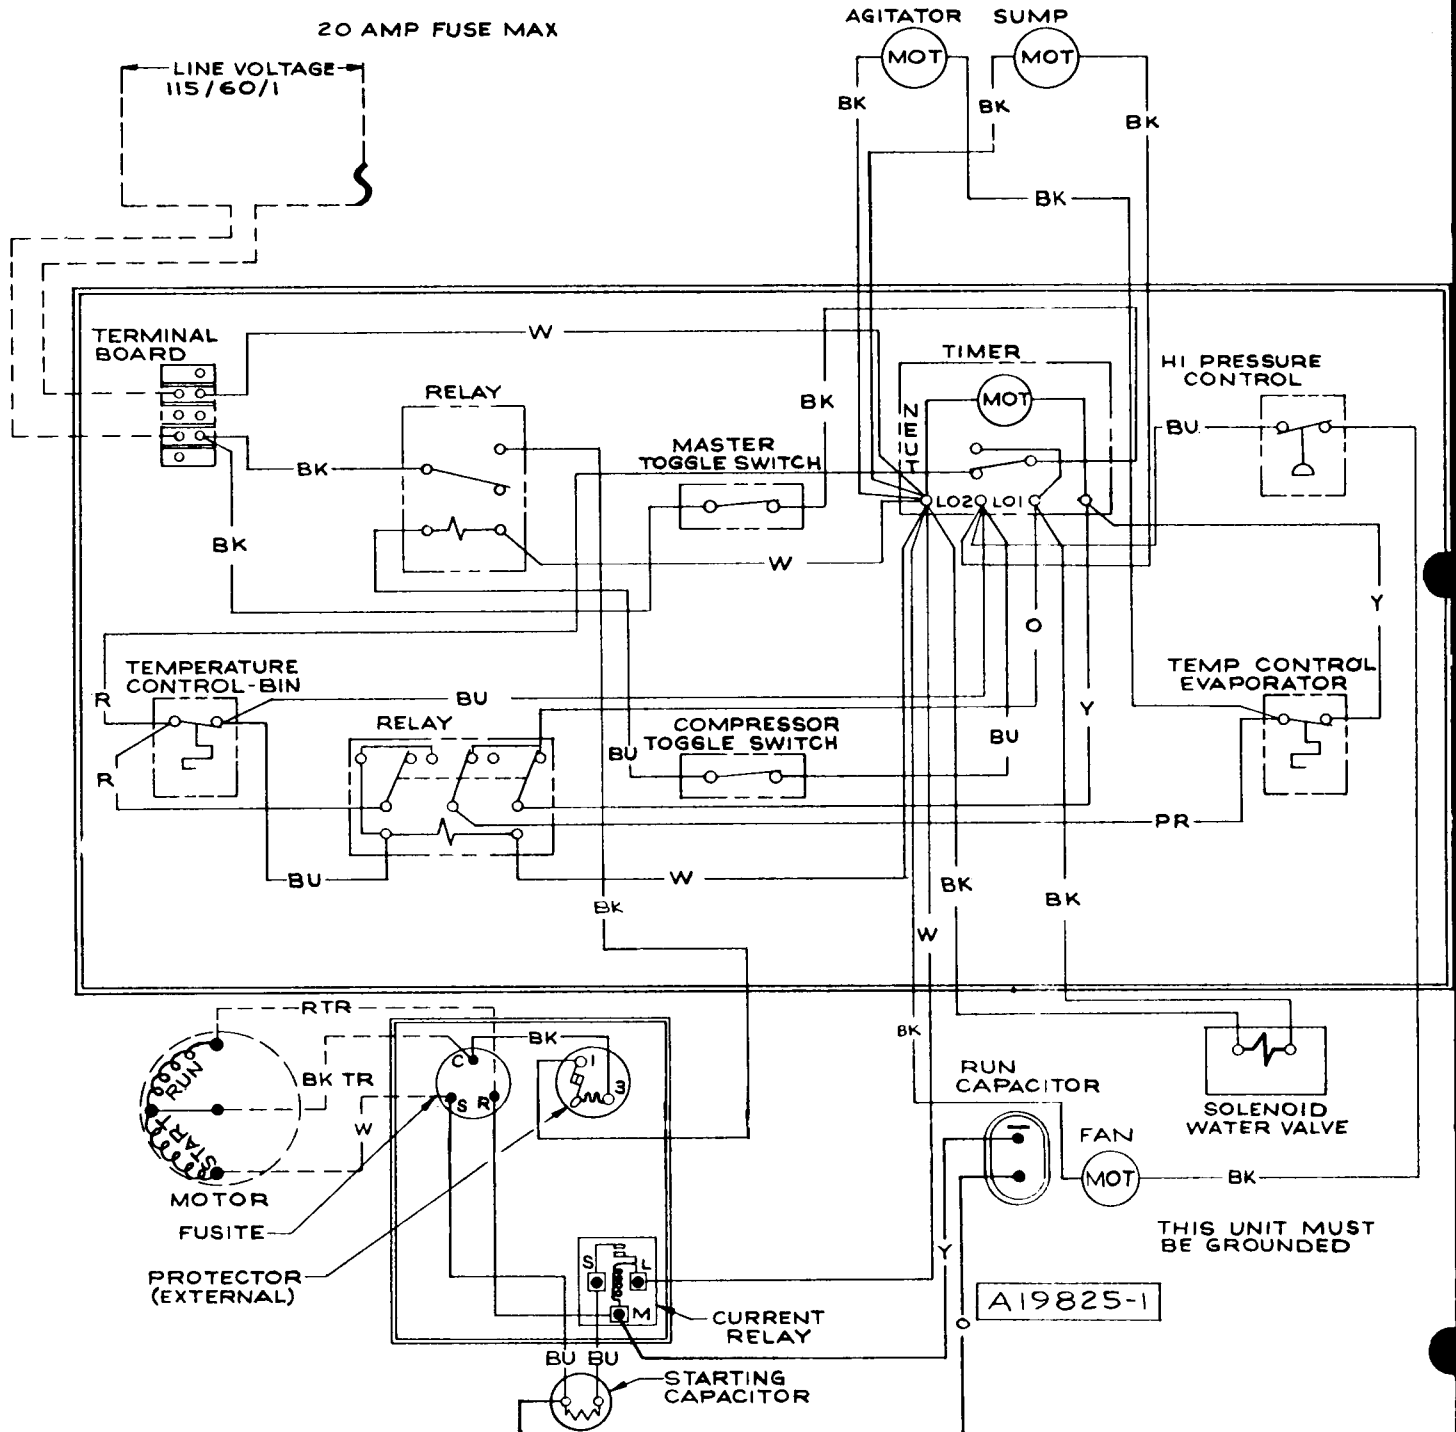 20 AMP FUSE MAX
LINE VOLTAGE
115/60/1
AGITATOR
SUMP
MOT
MOT
BK
BK
BK
BK
TERMINAL
BOARD
W
RELAY
BK
BK
MASTER
TOGGLE SWITCH
BK
TIMER
MOT
NEUT
LO2
LO1
HI PRESSURE
CONTROL
BU
W
O
Y
TEMPERATURE
CONTROL-BIN
R
R
BU
RELAY
BU
COMPRESSOR
TOGGLE SWITCH
BU
Y
TEMP CONTROL
EVAPORATOR
PR
BU
W
BK
BK
BK
W
RTR
BK TR
W
RUN
START
MOTOR
FUSITE
PROTECTOR
(EXTERNAL)
C
S
R
BK
1
3
S
L
M
CURRENT
RELAY
BU
BU
STARTING
CAPACITOR
BK
RUN
CAPACITOR
FAN
MOT
BK
SOLENOID
WATER VALVE
THIS UNIT MUST
BE GROUNDED
Y
O
A19825-1